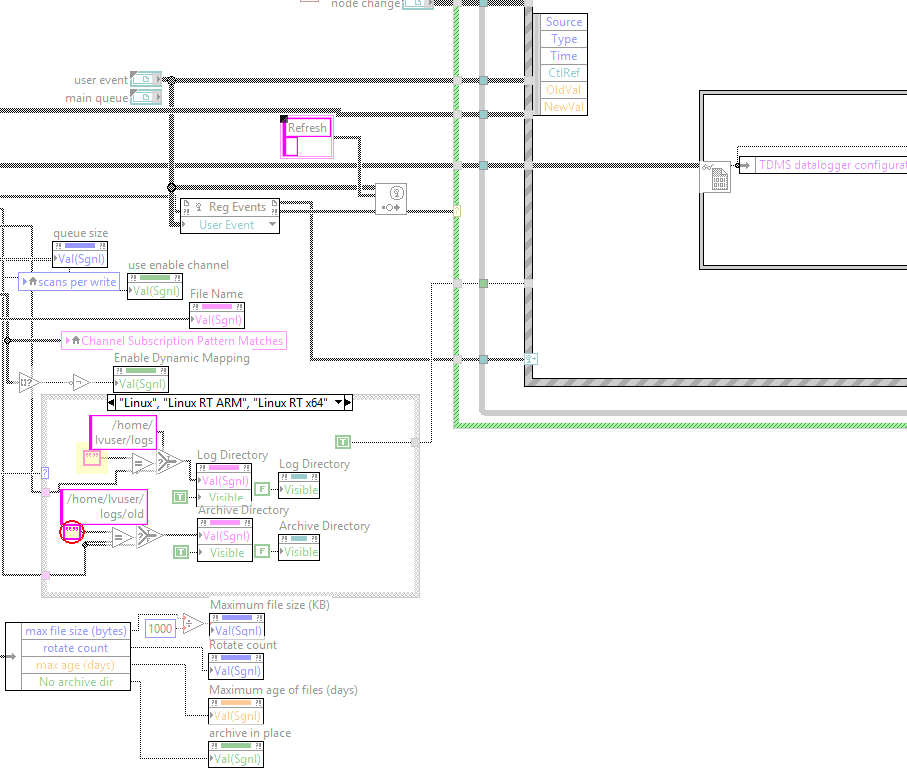 node change
Source
Type
Time
CtlRef
OldVal
NewVal
user event
main queue
Refresh
TDMS datalogger configurat
Reg Events
User Event
queue size
Val(Sgnl)
scans per write
use enable channel
Val(Sgnl)
File Name
Val(Sgnl)
Channel Subscription Pattern Matches
Enable Dynamic Mapping
Val(Sgnl)
"Linux", "Linux RT ARM", "Linux RT x64"
/home/
lvuser/logs
T
Log Directory
Val(Sgnl)
T
Visible
Log Directory
F
Visible
/home/lvuser/
logs/old
Archive Directory
Val(Sgnl)
T
Visible
Archive Directory
F
Visible
Maximum file size (KB)
max file size (bytes)
1000
Val(Sgnl)
rotate count
Rotate count
Val(Sgnl)
max age (days)
No archive dir
Maximum age of files (days)
Val(Sgnl)
archive in place
Val(Sgnl)